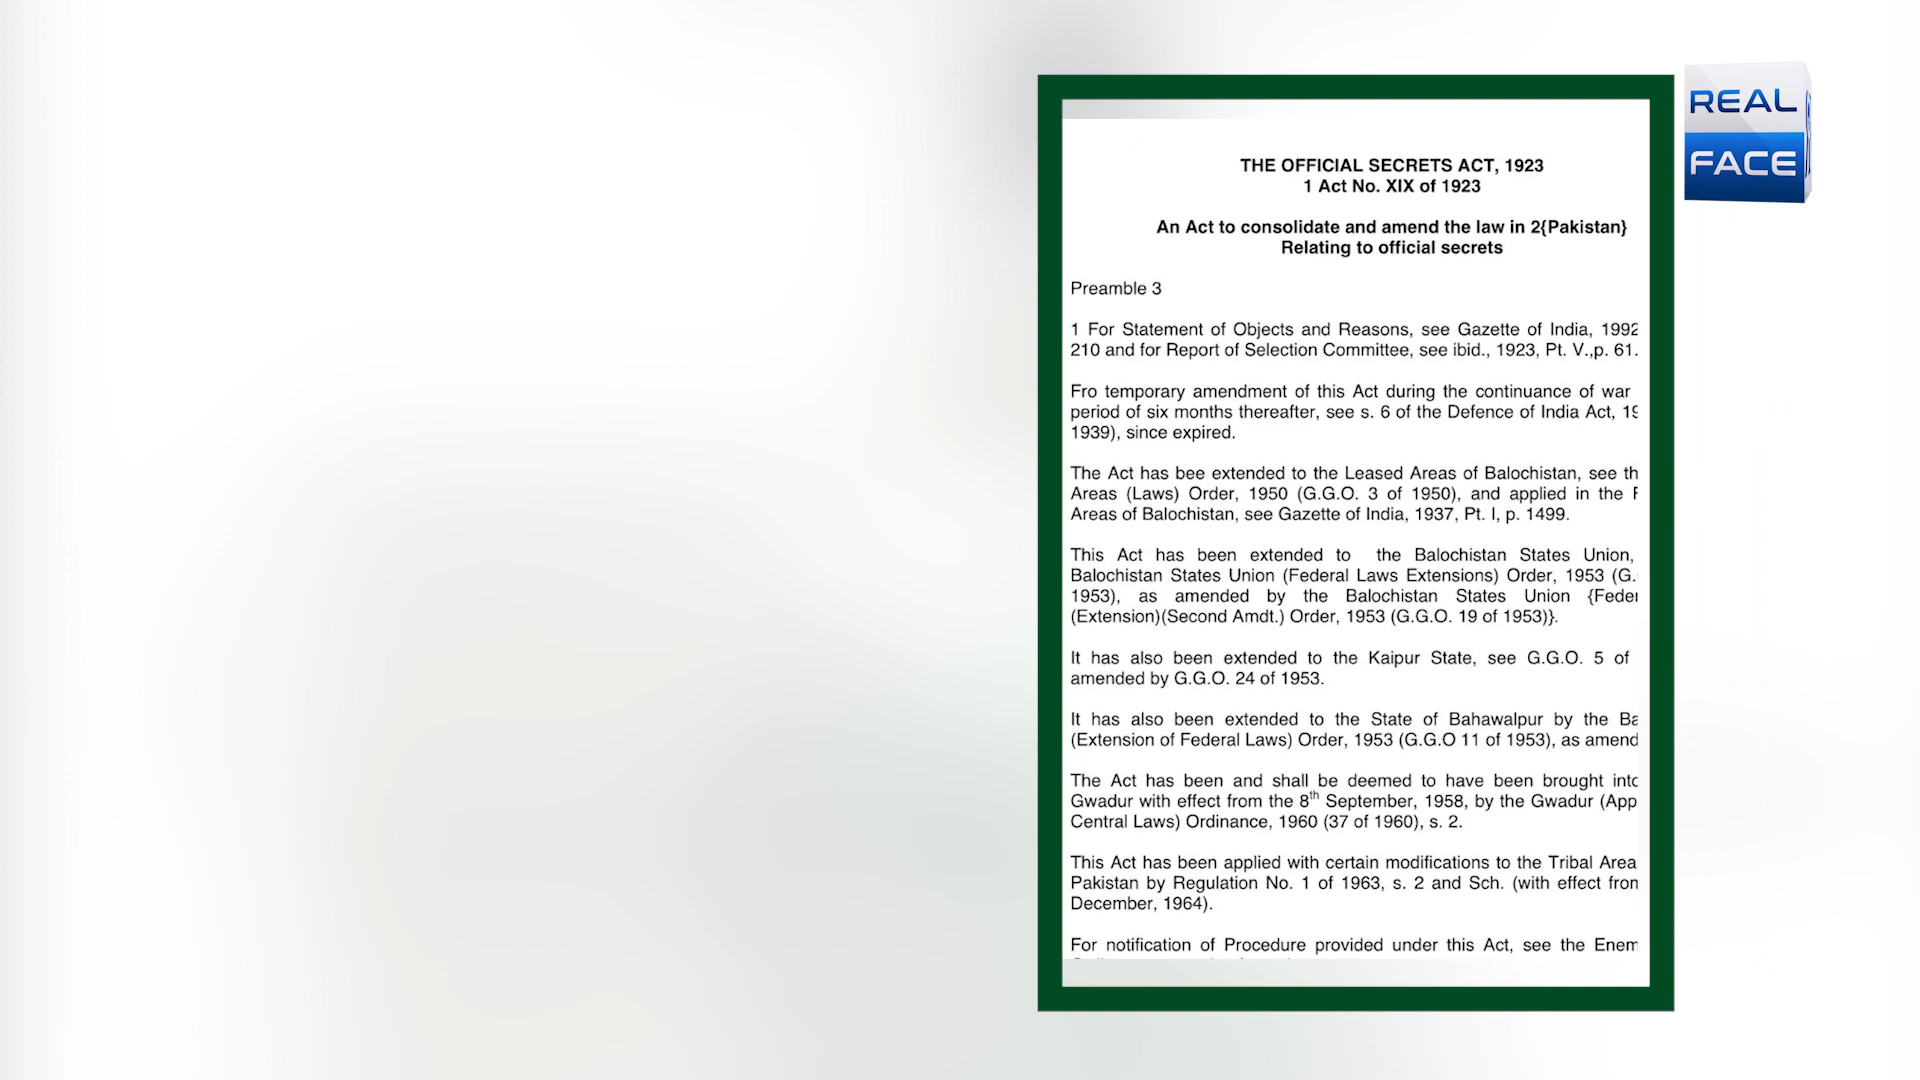 REAL
FACE
THE OFFICIAL SECRETS ACT, 1923
1 Act No. XIX of 1923
An Act to consolidate and amend the law in 2{Pakistan}
Relating to official secrets
Preamble 3
1 For Statement of Objects and Reasons, see Gazette of India, 1992
210 and for Report of Selection Committee, see ibid., 1923, Pt. V.,p. 61.
Fro temporary amendment of this Act during the continuance of war
period of six months thereafter, see s. 6 of the Defence of India Act, 19
1939), since expired.
The Act has bee extended to the Leased Areas of Balochistan, see th
Areas (Laws) Order, 1950 (G.G.O. 3 of 1950), and applied in the
Areas of Balochistan, see Gazette of India, 1937, Pt. I, p. 1499.
This Act has been extended to the Balochistan States Union,
Balochistan States Union (Federal Laws Extensions) Order, 1953 (G.
1953), as amended by the Balochistan States Union {Feder
(Extension)(Second Amdt.) Order, 1953 (G.G.O. 19 of 1953)}.
It has also been extended to the Kaipur State, see G.G.O. 5 of
amended by G.G.O. 24 of 1953.
It has also been extended to the State of Bahawalpur by the Ba
(Extension of Federal Laws) Order, 1953 (G.G.O 11 of 1953), as amend
The Act has been and shall be deemed to have been brought into
Gwadur with effect from the 8th September, 1958, by the Gwadur (App
Central Laws) Ordinance, 1960 (37 of 1960), s. 2.
This Act has been applied with certain modifications to the Tribal Area
Pakistan by Regulation No. 1 of 1963, s. 2 and Sch. (with effect from
December, 1964).
For notification of Procedure provided under this Act, see the Enem